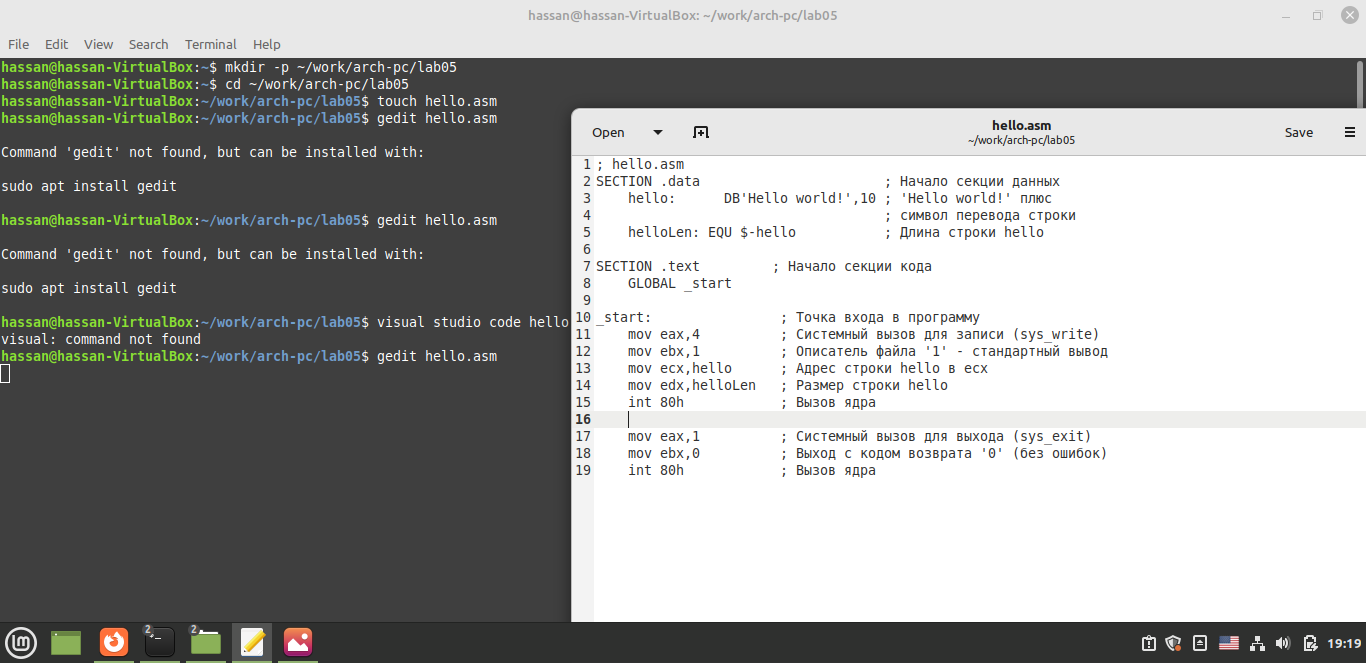 hassan@hassan-VirtualBox: ~/work/arch-pc/lab05
File Edit View Search Terminal Help
hassan@hassan-VirtualBox:~$ mkdir -p ~/work/arch-pc/lab05
hassan@hassan-VirtualBox:~$ cd ~/work/arch-pc/lab05
hassan@hassan-VirtualBox:~/work/arch-pc/lab05$ touch hello.asm
hassan@hassan-VirtualBox:~/work/arch-pc/lab05$ gedit hello.asm
Command 'gedit' not found, but can be installed with:
sudo apt install gedit
hassan@hassan-VirtualBox:~/work/arch-pc/lab05$ gedit hello.asm
Command 'gedit' not found, but can be installed with:
sudo apt install gedit
hassan@hassan-VirtualBox:~/work/arch-pc/lab05$ visual studio code hello
visual: command not found
hassan@hassan-VirtualBox:~/work/arch-pc/lab05$ gedit hello.asm
Open
hello.asm
~/work/arch-pc/lab05
Save
1 ; hello.asm
2 SECTION .data ; Начало секции данных
3 hello: DB'Hello world!',10 ; 'Hello world!' плюс
4 ; символ перевода строки
5 helloLen: EQU $-hello ; Длина строки hello
6
7 SECTION .text ; Начало секции кода
8 GLOBAL _start
9
10 _start: ; Точка входа в программу
11 mov eax,4 ; Системный вызов для записи (sys_write)
12 mov ebx,1 ; Описатель файла '1' - стандартный вывод
13 mov ecx,hello ; Адрес строки hello в ecx
14 mov edx,helloLen ; Размер строки hello
15 int 80h ; Вызов ядра
16
17 mov eax,1 ; Системный вызов для выхода (sys_exit)
18 mov ebx,0 ; Выход с кодом возврата '0' (без ошибок)
19 int 80h ; Вызов ядра
2
2
19:19